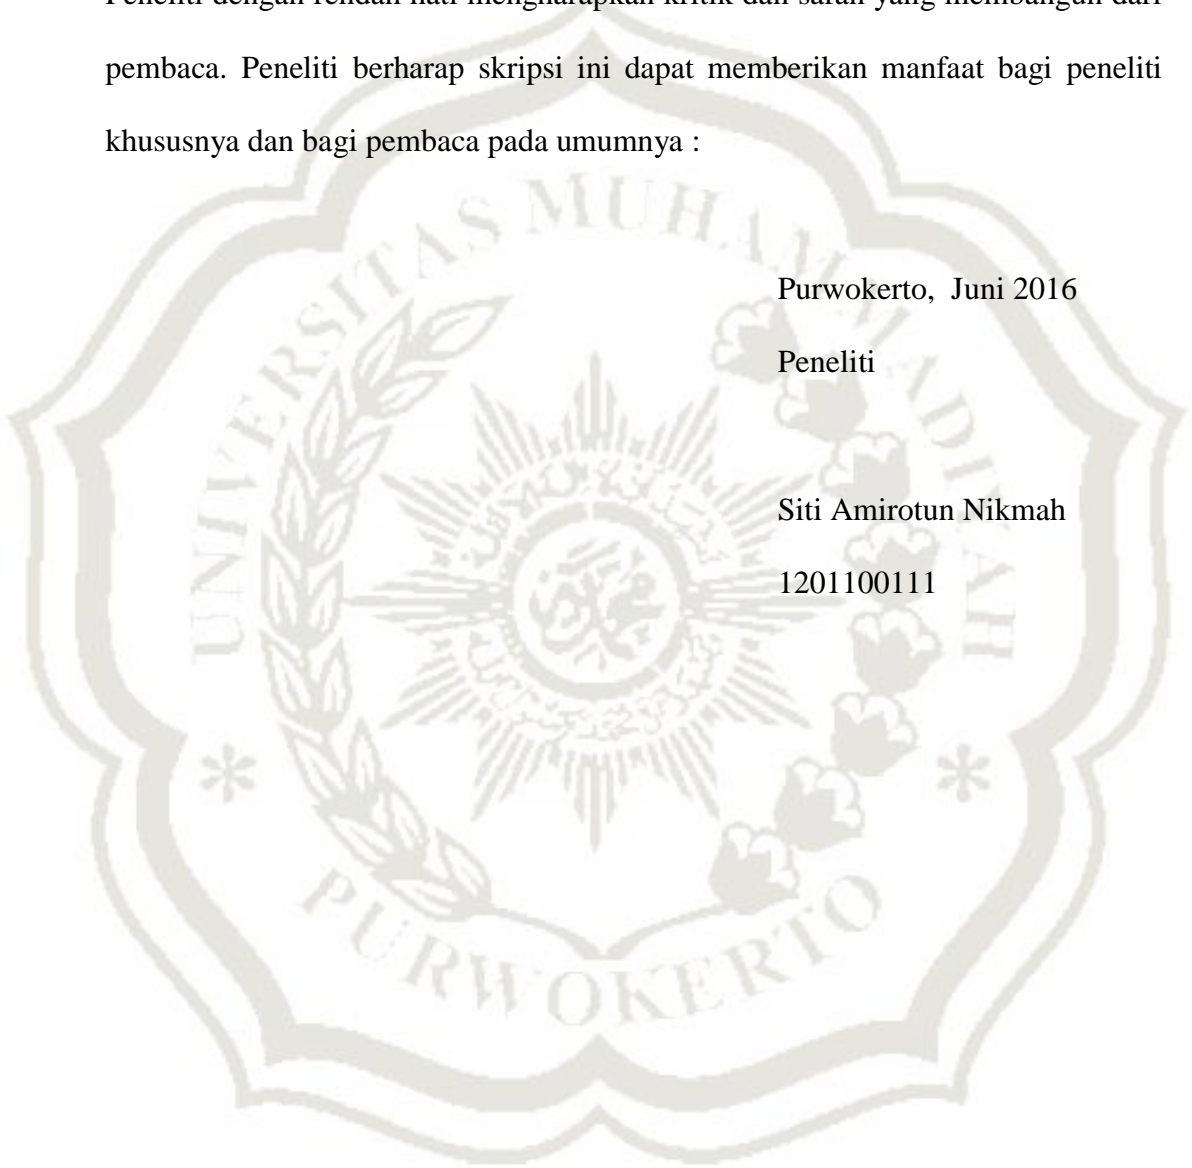 Peneliti dengan rendah hati mengharapkan kritik dan saran yang membangun dari
pembaca. Peneliti berharap skripsi ini dapat memberikan manfaat bagi peneliti
khususnya dan bagi pembaca pada umumnya :
Purwokerto, Juni 2016
Peneliti
Siti Amirotun Nikmah
1201100111
UNIVERSITAS MUHAMMADIYAH
PURWOKERTO